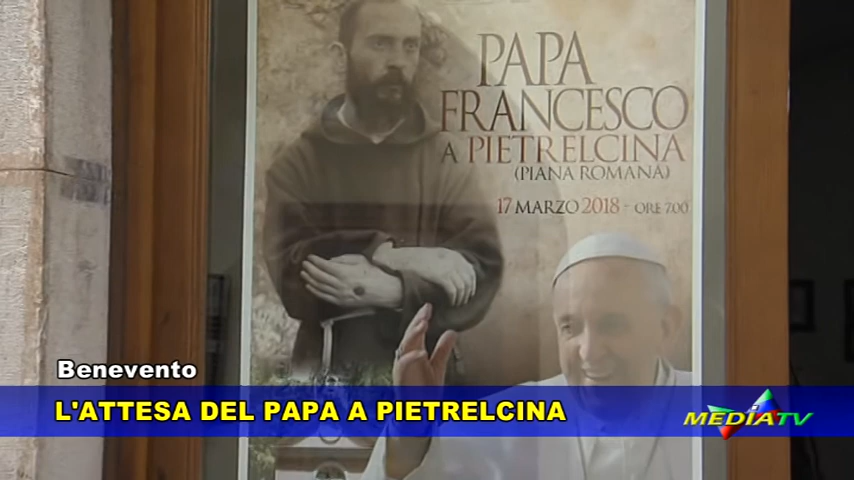 PAPA
FRANCESCO
A PIETRELCINA
(PIANA ROMANA)
17 MARZO 2018 - ORE 7.00
Benevento
L'ATTESA DEL PAPA A PIETRELCINA
MEDIATV